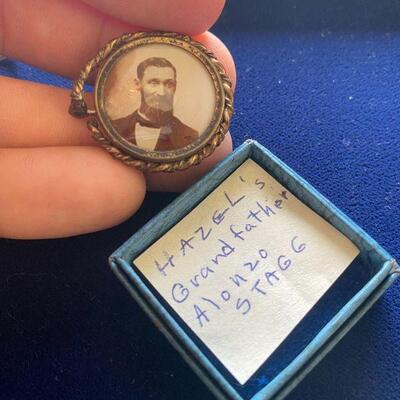 HAZEL's
Grandfather
Alonzo
STAGG